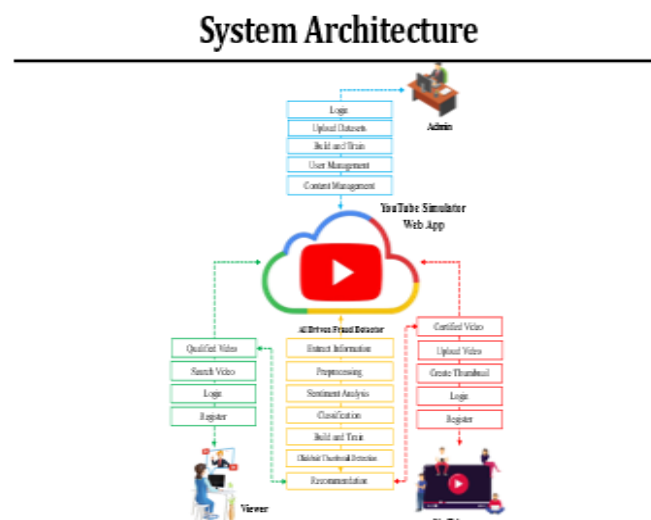 System Architecture
Login
Upload Datasets
Build and Train
User Management
Content Management
Admin
YouTube Simulator
Web App
AI Driven Fraud Detector
Qualified Video
Search Video
Login
Register
Extract Information
Preprocessing
Sentiment Analysis
Classification
Build and Train
Clickbait Thumbnail Detection
Recommendation
Certified Video
Upload Video
Create Thumbnail
Login
Register
Viewer